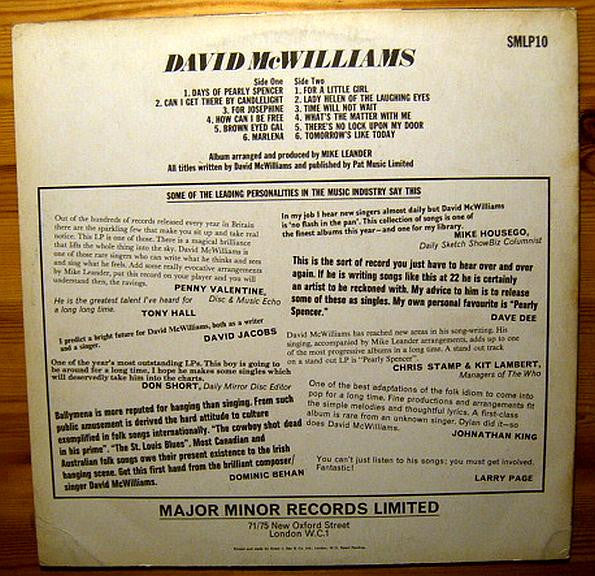 DAVID McWILLIAMS
SMLP10
Side One
1. DAYS OF PEARLY SPENCER
2. CAN I GET THERE BY CANDLELIGHT
3. FOR JOSEPHINE
4. HOW CAN I BE FREE
5. BROWN EYED GAL
6. MARLENA
Side Two
1. FOR A LITTLE GIRL
2. LADY HELEN OF THE LAUGHING EYES
3. TIME WILL NOT WAIT
4. WHAT'S THE MATTER WITH ME
5. THERE'S NO LOCK UPON MY DOOR
6. TOMORROW'S LIKE TODAY
Album arranged and produced by MIKE LEANDER
All titles written by David McWilliams and published by Pat Music Limited
SOME OF THE LEADING PERSONALITIES IN THE MUSIC INDUSTRY SAY THIS
Out of the hundreds of records released every year in Britain
there are the sparkling few that make you sit up and take real
notice. This LP is one of those. There is a magical brilliance
that lifts the whole thing into the sky. David McWilliams is
one of those rare singers who can write what he thinks and sees
and sing what he feels. Add some really evocative arrangements
by Mike Leander, put this record on your player and you will
understand then, the ravings.
PENNY VALENTINE,
Disc & Music Echo
He is the greatest talent I've heard for
a long long time.
TONY HALL
I predict a bright future for David McWilliams, both as a writer
and a singer.
DAVID JACOBS
One of the year's most outstanding LPs. This boy is going to
be around for a long time, I hope he makes some singles which
will deservedly take him into the charts.
DON SHORT, Daily Mirror Disc Editor
Ballymena is more reputed for hanging than singing. From such
public amusement is derived the hard attitude to culture
exemplified in folk songs internationally. "The cowboy shot dead
in his prime". "The St. Louis Blues". Most Canadian and
Australian folk songs owe their present existence to the Irish
hanging scene. Get this first hand from the brilliant composer/
singer David McWilliams.
DOMINIC BEHAN
In my job I hear new singers almost daily but David McWilliams
is 'no flash in the pan'. This collection of songs is one of
the finest albums this year—and one for my library.
MIKE HOUSEGO,
Daily Sketch ShowBiz Columnist
This is the sort of record you just have to hear over and over
again. If he is writing songs like this at 22 he is certainly
an artist to be reckoned with. My advice to him is to release
some of these as singles. My own personal favourite is "Pearly
Spencer."
DAVE DEE
David McWilliams has reached new areas in his song-writing. His
singing, accompanied by Mike Leander arrangements, adds up to one
of the most progressive albums in a long time. A stand out track
on a stand out LP is "Pearly Spencer"
CHRIS STAMP & KIT LAMBERT,
Managers of The Who
One of the best adaptations of the folk idiom to come into
pop for a long time. Fine productions and arrangements fit
the simple melodies and thoughtful lyrics. A first-class
album is rare from an unknown singer. Dylan did it—so
does David McWilliams.
JOHNATHAN KING
You can't just listen to his songs; you must get involved.
Fantastic!
LARRY PAGE
MAJOR MINOR RECORDS LIMITED
71/75 New Oxford Street
London W.C.1